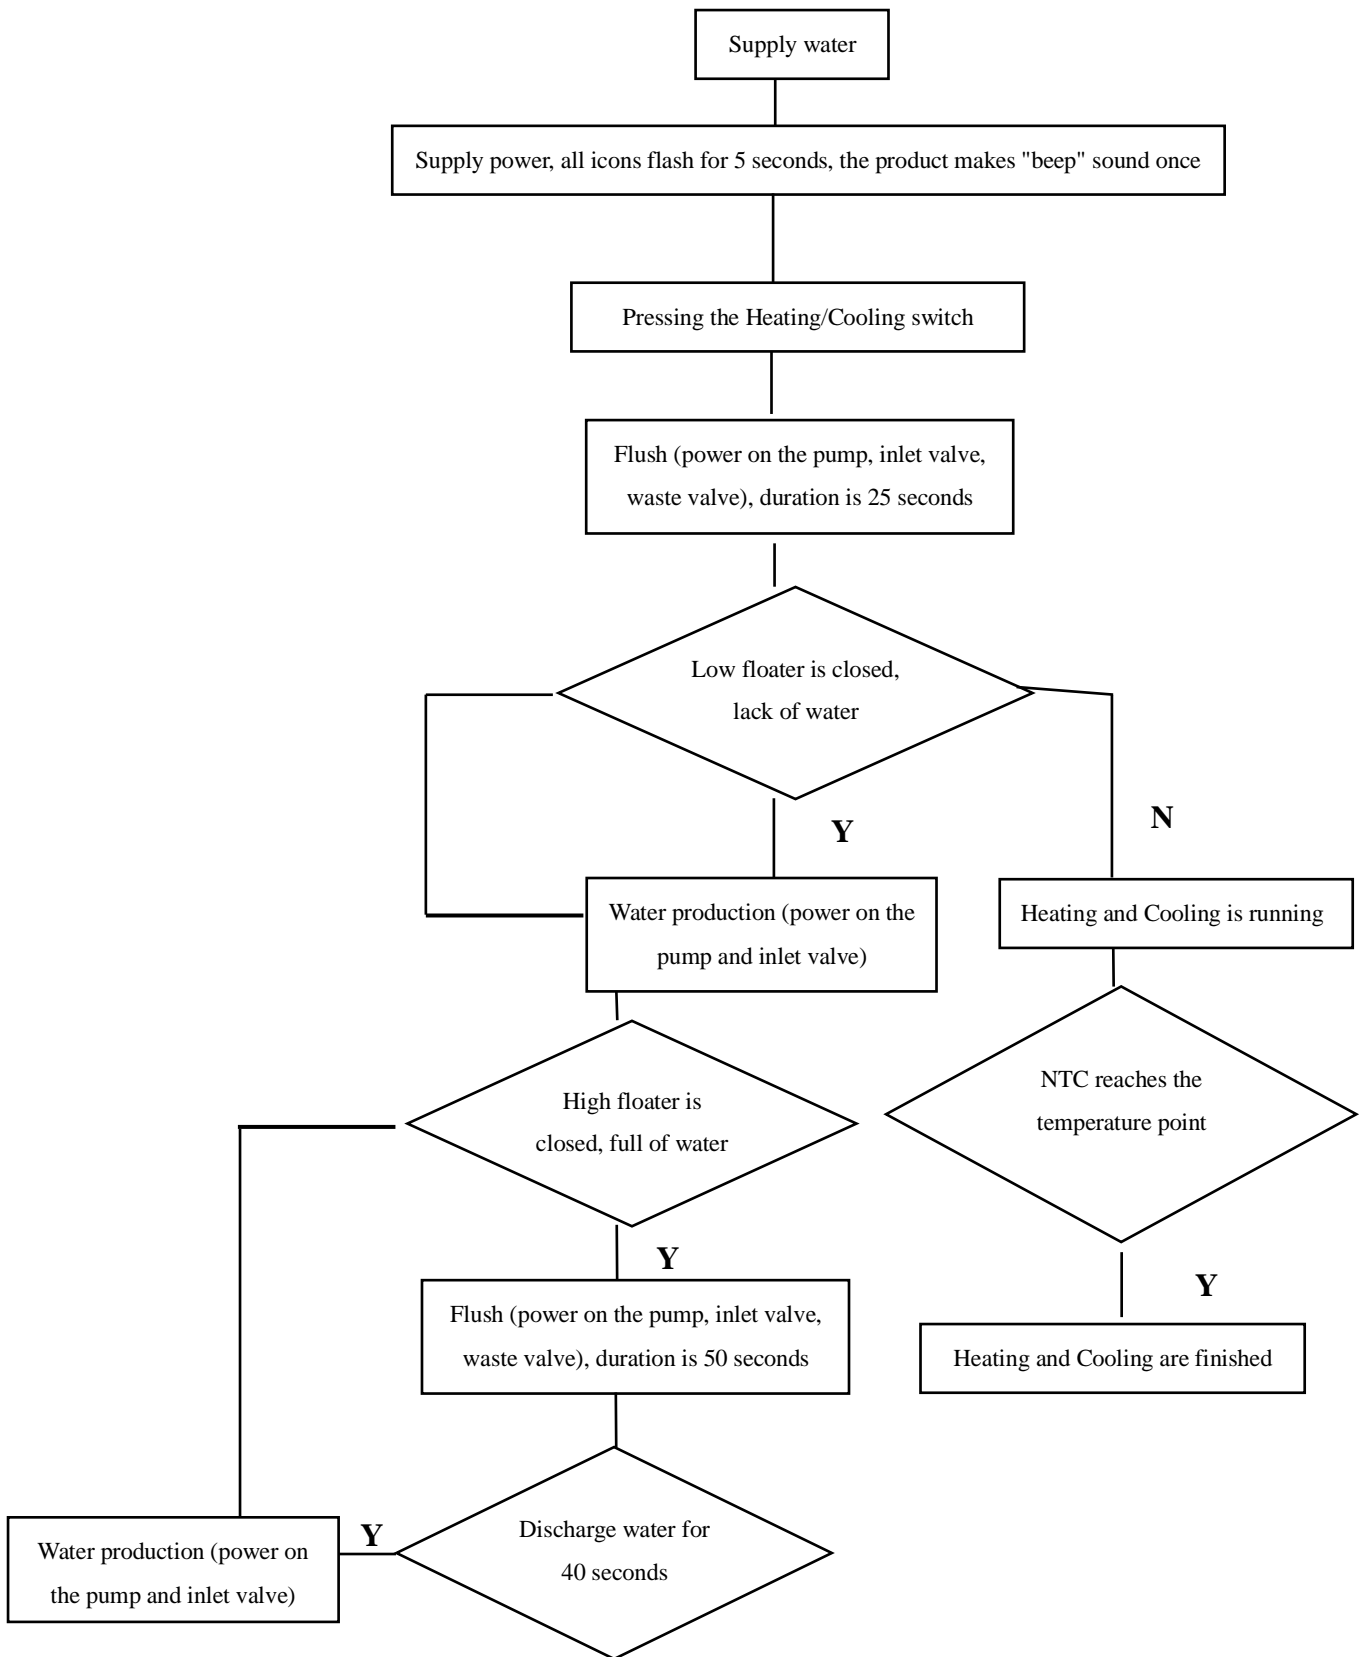 Supply water
Supply power, all icons flash for 5 seconds, the product makes "beep" sound once
Pressing the Heating/Cooling switch
Flush (power on the pump, inlet valve,
waste valve), duration is 25 seconds
Low floater is closed,
lack of water
Y
N
Water production (power on the
pump and inlet valve)
Heating and Cooling is running
High floater is
closed, full of water
NTC reaches the
temperature point
Y
Y
Flush (power on the pump, inlet valve,
waste valve), duration is 50 seconds
Heating and Cooling are finished
Discharge water for
40 seconds
Y
Water production (power on
the pump and inlet valve)